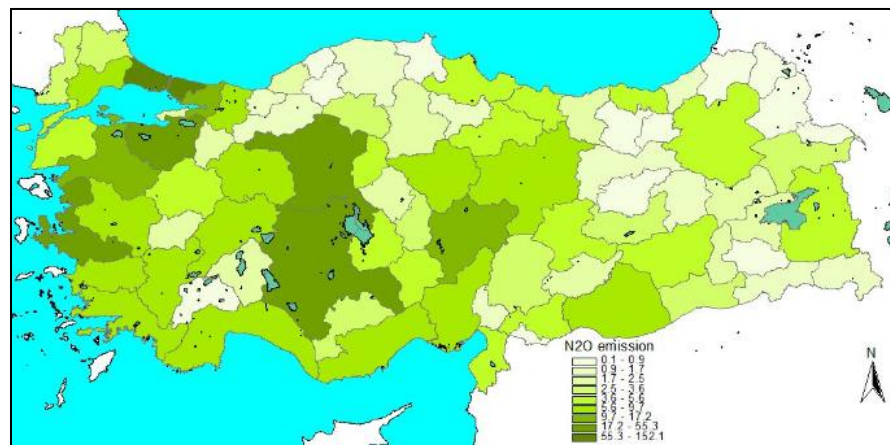 N2O emission
0.1 - 0.9
0.9 - 1.7
1.7 - 2.5
2.5 - 3.6
3.6 - 5.6
5.6 - 9.7
9.7 - 17.2
17.2 - 55.3
55.3 - 152.1
N